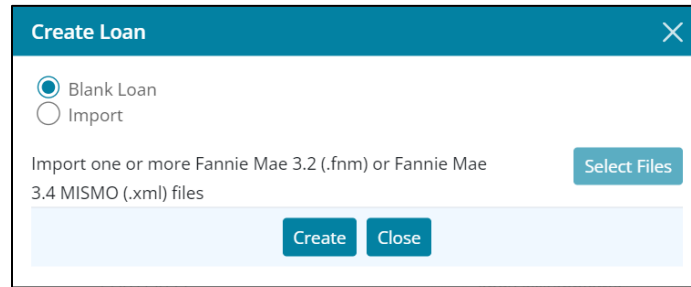 Create Loan
Blank Loan
Import
Import one or more Fannie Mae 3.2 (.fnm) or Fannie Mae
3.4 MISMO (.xml) files
Select Files
Create Close